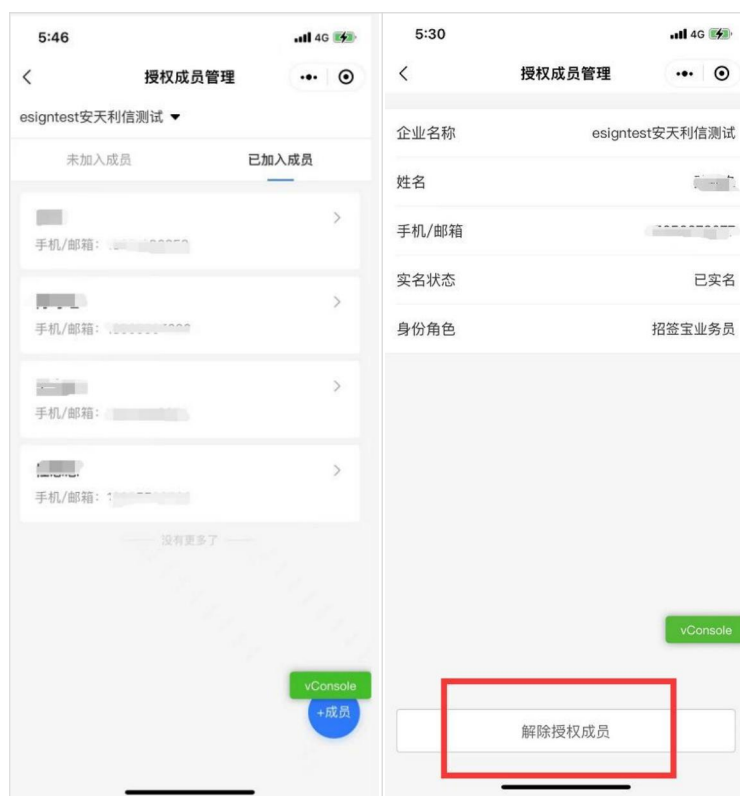 5:46
4G
授权成员管理
esigntest安天利信测试
未加入成员
已加入成员
手机/邮箱：
手机/邮箱：
手机/邮箱：
手机/邮箱：
没有更多了
vConsole
+成员
5:30
4G
授权成员管理
企业名称 esigntest安天利信测试
姓名
手机/邮箱
实名状态 已实名
身份角色 招签宝业务员
vConsole
解除授权成员